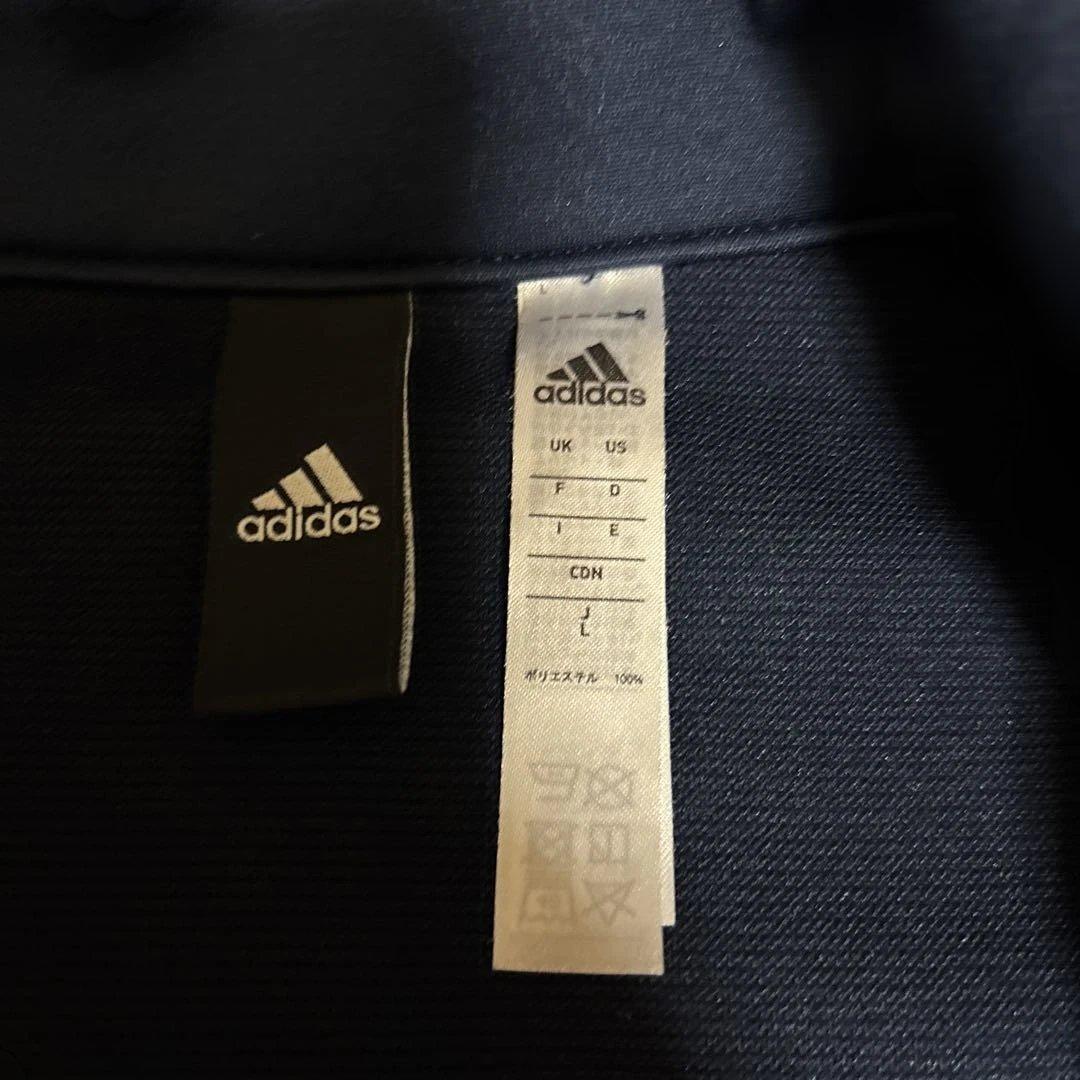 adidas
L
adidas
UK US
F D
I E
CDN
J
L
ポリエステル 100%